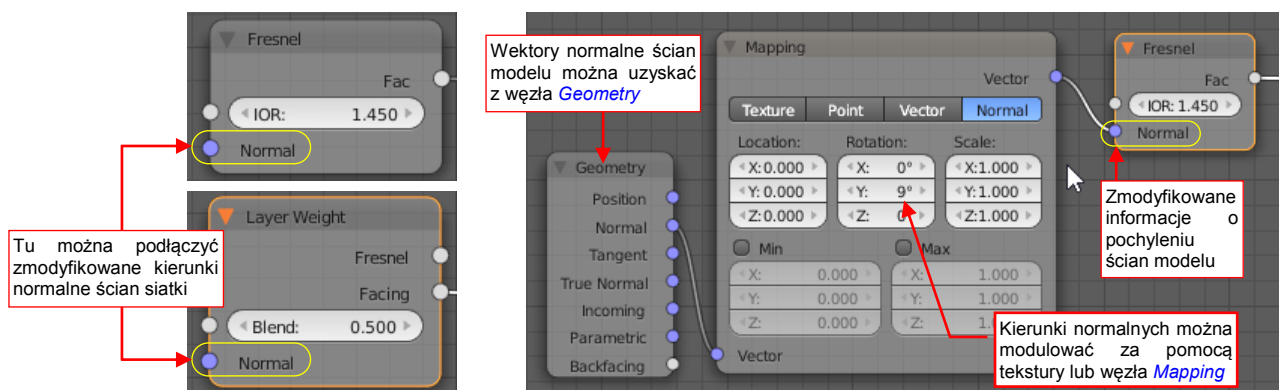 Fresnel
Fac
IOR: 1.450
Normal
Layer Weight
Fresnel
Facing
Blend: 0.500
Normal
Tu można podłączyć
zmodyfikowane kierunki
normalne ścian siatki
Wektory normalne ścian
modelu można uzyskać
z węzła Geometry
Geometry
Position
Normal
Tangent
True Normal
Incoming
Parametric
Backfacing
Mapping
Vector
Texture Point Vector Normal
Location: Rotation: Scale:
X: 0.000 X: 0° X: 1.000
Y: 0.000 Y: 9° Y: 1.000
Z: 0.000 Z: Z: 1.000
Min Max
X: 0.000 X: 1.000
Y: 0.000 Y: 1.000
Z: 0.000 Z:
Vector
Fresnel
Fac
IOR: 1.450
Normal
Zmodyfikowane
informacje o
pochyleniu
ścian modelu
Kierunki normalnych można
modulować za pomocą
tekstury lub węzła Mapping